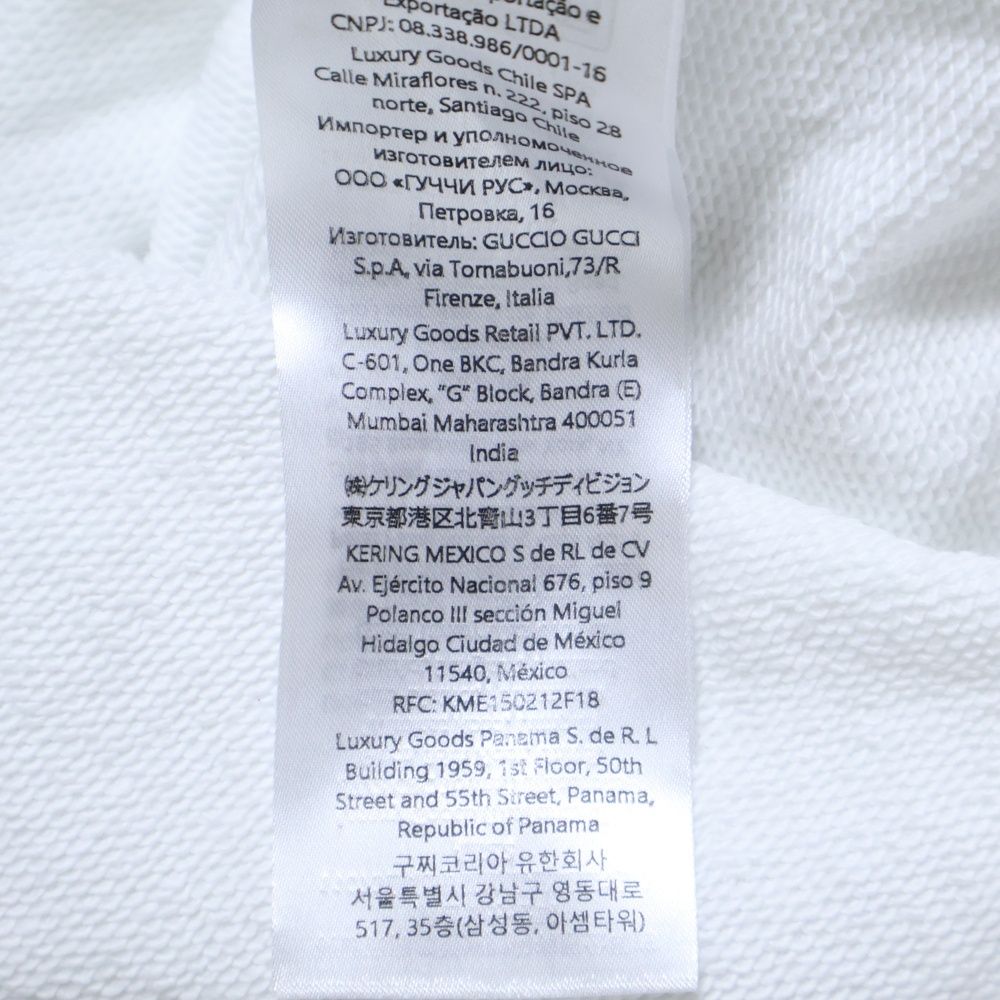 portação e
Exportação LTDA
CNPJ: 08.338.986/0001-16
Luxury Goods Chile SPA
Calle Miraflores n. 222, piso 28
norte, Santiago Chile
Импортер и уполномоченное
изготовителем лицо:
ООО «ГУЧЧИ РУС», Москва,
Петровка, 16
Изготовитель: GUCCIO GUCCI
S.p.A, via Tornabuoni,73/R
Firenze, Italia
Luxury Goods Retail PVT. LTD.
C-601, One BKC, Bandra Kurla
Complex, "G" Block, Bandra (E)
Mumbai Maharashtra 400051
India
㈱ケリングジャパングッチディビジョン
東京都港区北青山3丁目6番7号
KERING MEXICO S de RL de CV
Av. Ejército Nacional 676, piso 9
Polanco III sección Miguel
Hidalgo Ciudad de México
11540, México
RFC: KME150212F18
Luxury Goods Panama S. de R. L
Building 1959, 1st Floor, 50th
Street and 55th Street, Panama,
Republic of Panama
구찌코리아 유한회사
서울특별시 강남구 영동대로
517, 35층(삼성동, 아셈타워)